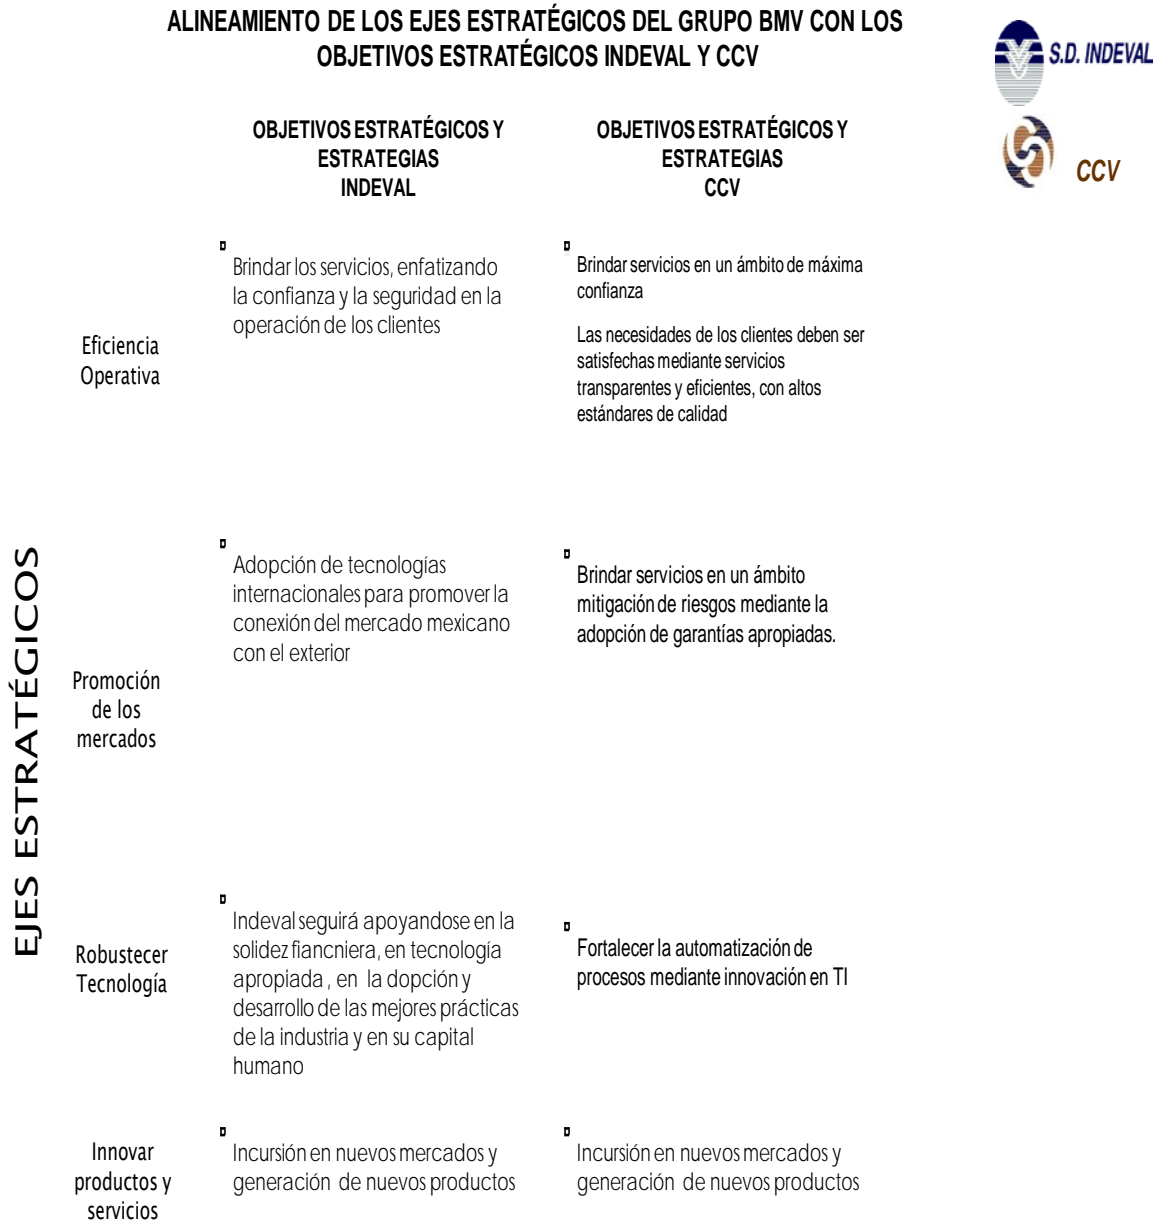 ALINEAMIENTO DE LOS EJES ESTRATÉGICOS DEL GRUPO BMV CON LOS
OBJETIVOS ESTRATÉGICOS INDEVAL Y CCV
S.D. INDEVAL
CCV
OBJETIVOS ESTRATÉGICOS Y
ESTRATEGIAS
INDEVAL
OBJETIVOS ESTRATÉGICOS Y
ESTRATEGIAS
CCV
EJES ESTRATÉGICOS
Eficiencia
Operativa
Brindar los servicios, enfatizando
la confianza y la seguridad en la
operación de los clientes
Brindar servicios en un ámbito de máxima
confianza
Las necesidades de los clientes deben ser
satisfechas mediante servicios
transparentes y eficientes, con altos
estándares de calidad
Promoción
de los
mercados
Adopción de tecnologías
internacionales para promover la
conexión del mercado mexicano
con el exterior
Brindar servicios en un ámbito
mitigación de riesgos mediante la
adopción de garantías apropiadas.
Robustecer
Tecnología
Indeval seguirá apoyandose en la
solidez fiancniera, en tecnología
apropiada , en la dopción y
desarrollo de las mejores prácticas
de la industria y en su capital
humano
Fortalecer la automatización de
procesos mediante innovación en TI
Innovar
productos y
servicios
Incursión en nuevos mercados y
generación de nuevos productos
Incursión en nuevos mercados y
generación de nuevos productos